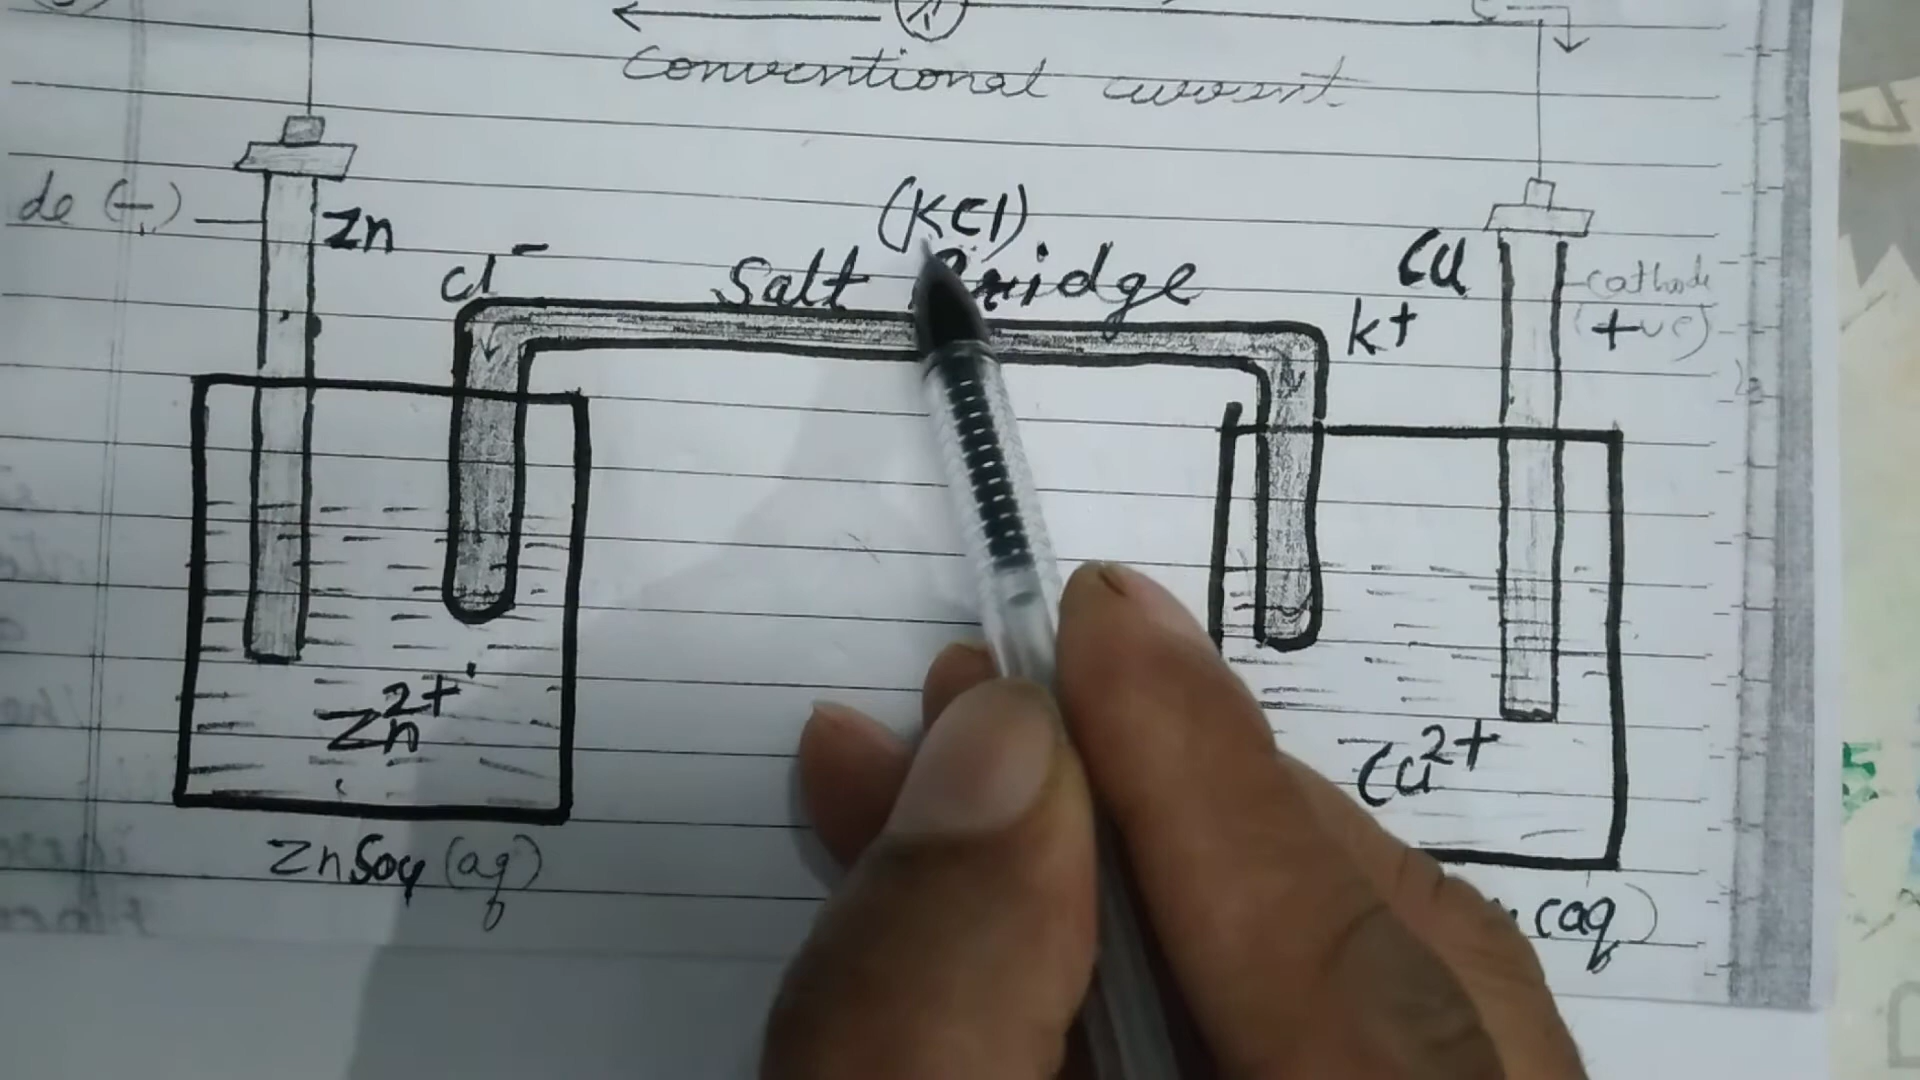 Conventional current
de (-)
Zn
(KCl)
Cu
cathode
(+ve)
Cl-
Salt Bridge
K+
Zn2+
Cu2+
ZnSo4 (aq)
(aq)